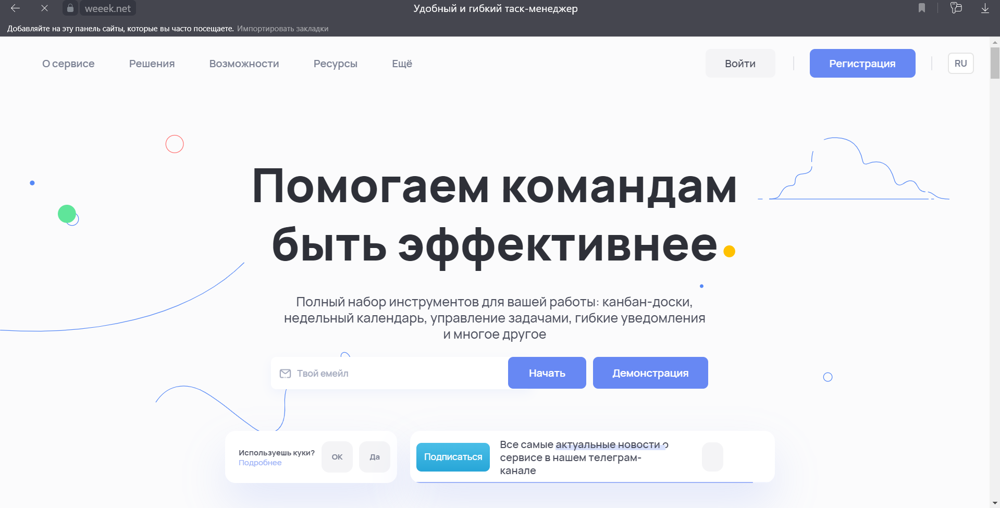 weeek.net
Удобный и гибкий таск-менеджер
Добавляйте на эту панель сайты, которые вы часто посещаете. Импортировать закладки
О сервисе Решения Возможности Ресурсы Ещё Войти Регистрация RU
Помогаем командам
быть эффективнее
Полный набор инструментов для вашей работы: канбан-доски,
недельный календарь, управление задачами, гибкие уведомления
и многое другое
Твой емейл Начать Демонстрация
Используешь куки?
Подробнее
ОК Да
Подписаться
Все самые актуальные новости о
сервисе в нашем телеграм-
канале